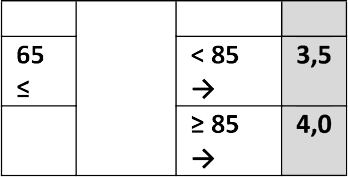 65 < 85 3,5
≤ →
≥ 85 4,0
→